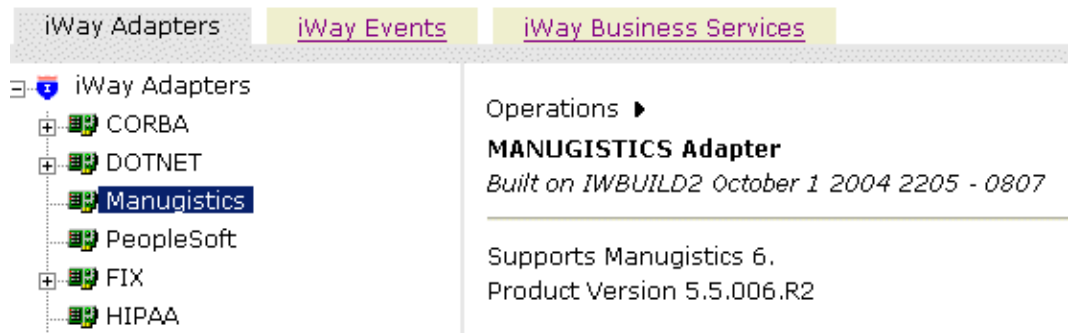 iWay Adapters iWay Events iWay Business Services
iWay Adapters
CORBA
DOTNET
Manugistics
PeopleSoft
FIX
HIPAA
Operations
MANUGISTICS Adapter
Built on IWBUILD2 October 1 2004 2205 - 0807
Supports Manugistics 6.
Product Version 5.5.006.R2